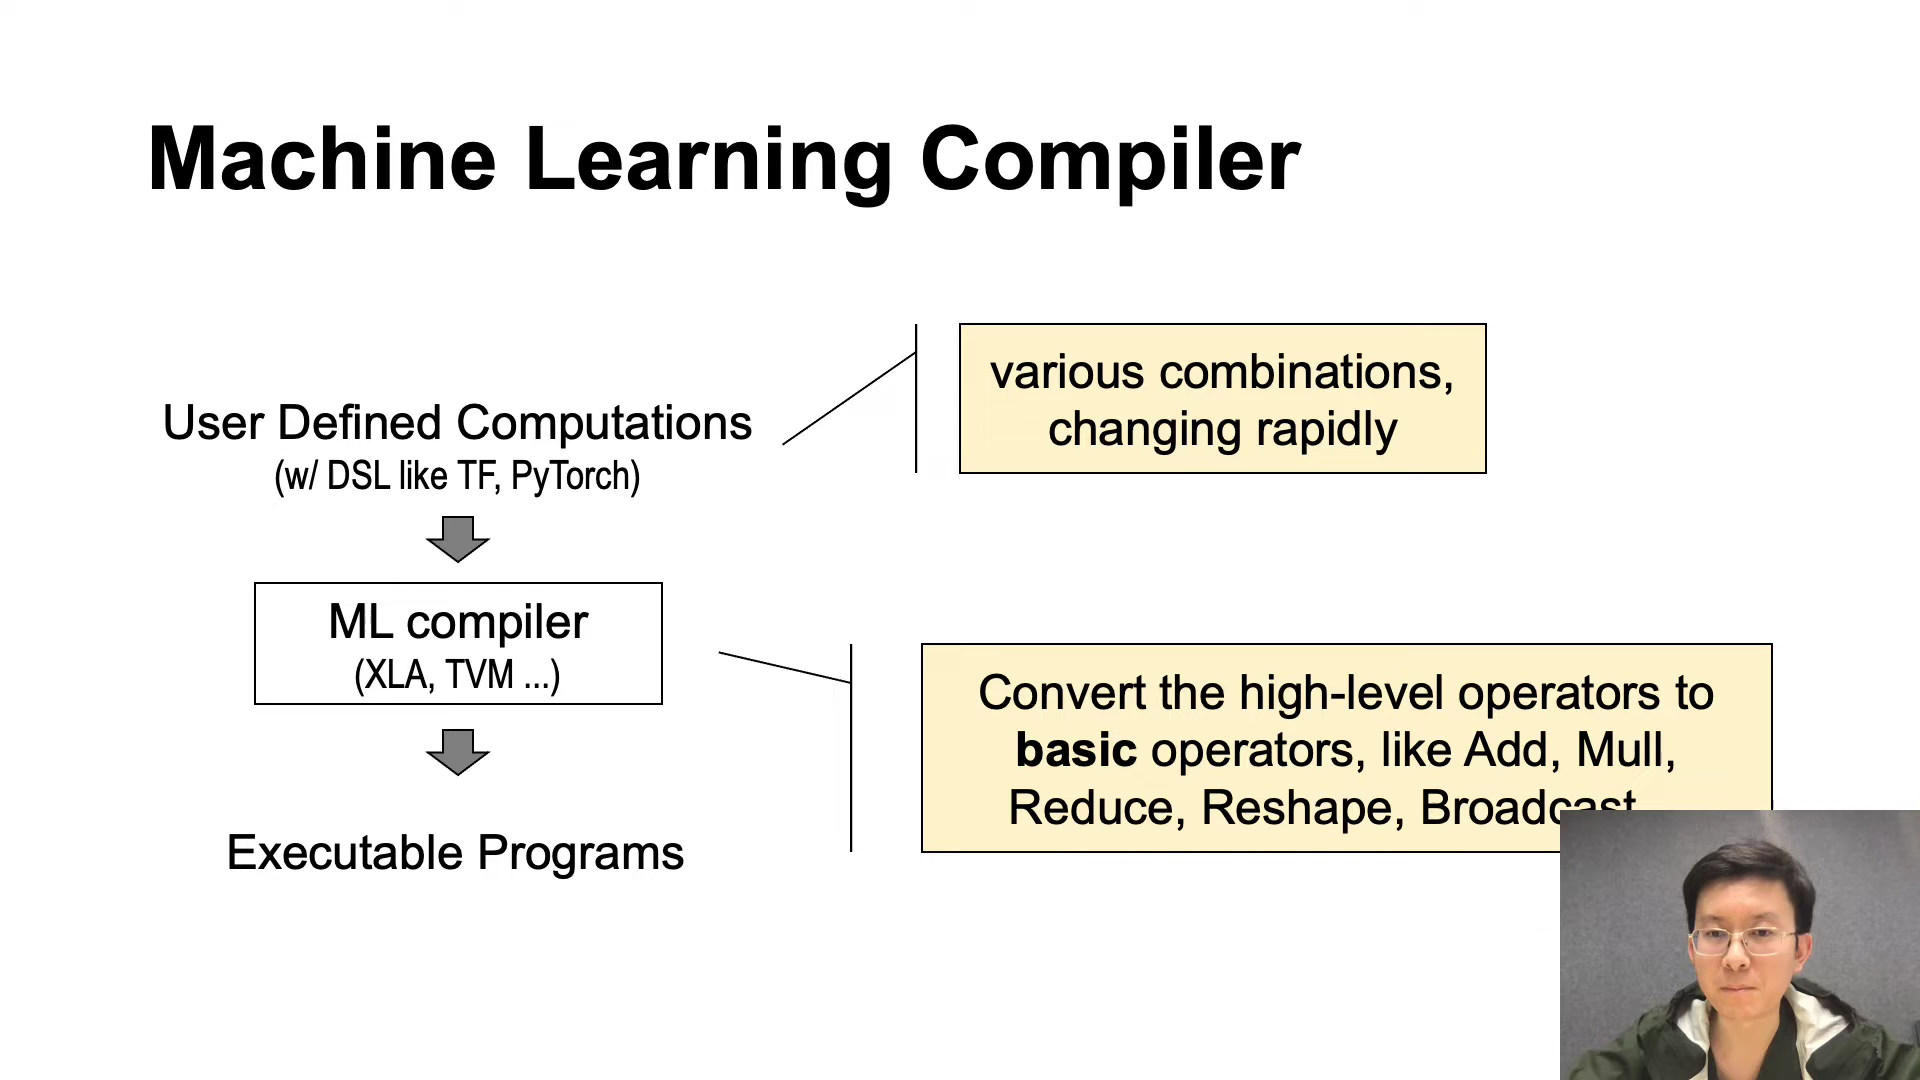 Machine Learning Compiler
various combinations,
changing rapidly
User Defined Computations
(w/ DSL like TF, PyTorch)
ML compiler
(XLA, TVM ...)
Convert the high-level operators to
basic operators, like Add, Mull,
Reduce, Reshape, Broadcast
Executable Programs